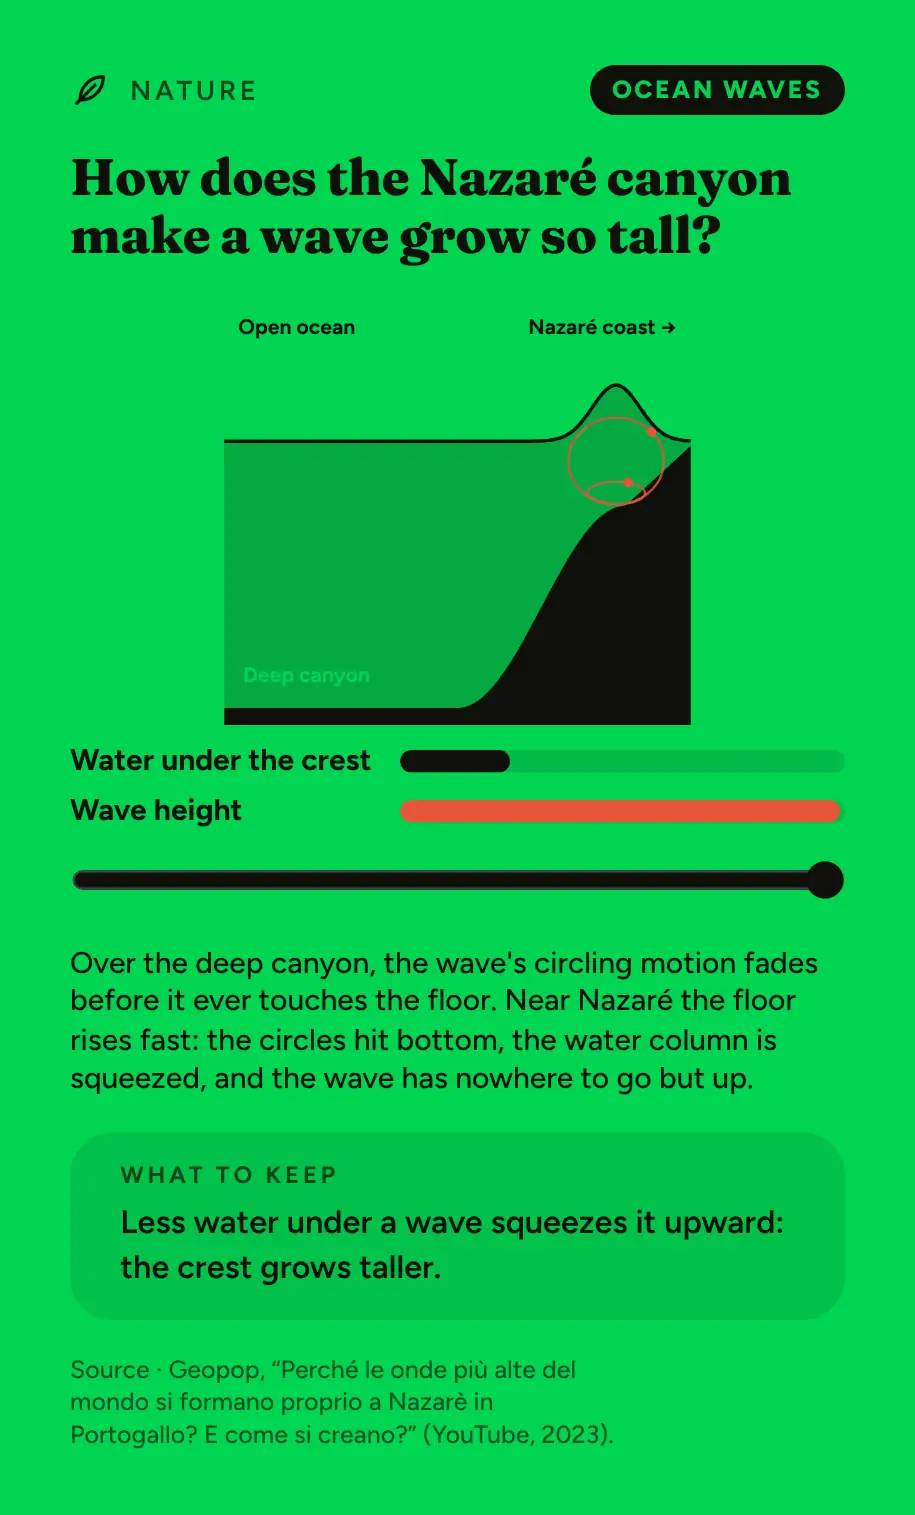 NATURE
OCEAN WAVES
How does the Nazaré canyon
make a wave grow so tall?
Open ocean
Nazaré coast →
Deep canyon
Water under the crest
Wave height
Over the deep canyon, the wave's circling motion fades
before it ever touches the floor. Near Nazaré the floor
rises fast: the circles hit bottom, the water column is
squeezed, and the wave has nowhere to go but up.
WHAT TO KEEP
Less water under a wave squeezes it upward:
the crest grows taller.
Source · Geopop, “Perché le onde più alte del
mondo si formano proprio a Nazarè in
Portogallo? E come si creano?” (YouTube, 2023).